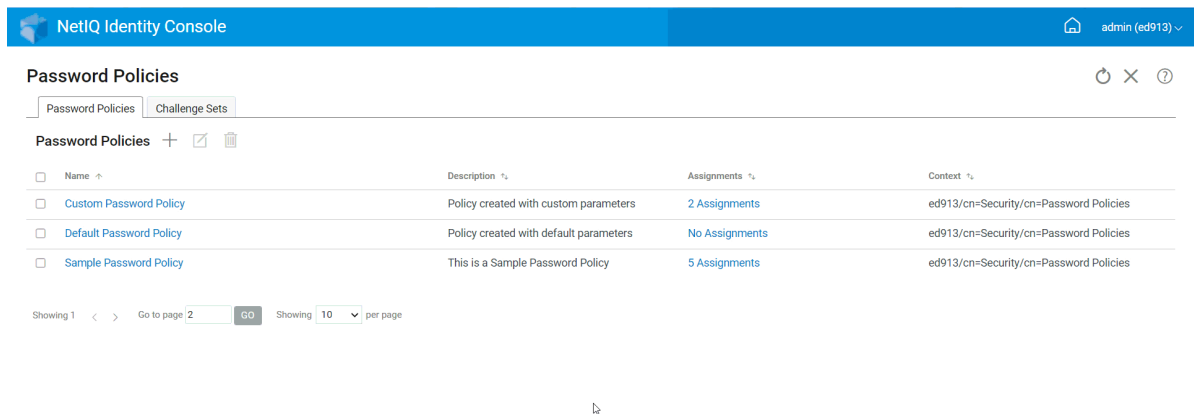 NetIQ Identity Console
admin (ed913)
Password Policies
Password Policies Challenge Sets
Password Policies
Name Description Assignments Context
Custom Password Policy Policy created with custom parameters 2 Assignments ed913/cn=Security/cn=Password Policies
Default Password Policy Policy created with default parameters No Assignments ed913/cn=Security/cn=Password Policies
Sample Password Policy This is a Sample Password Policy 5 Assignments ed913/cn=Security/cn=Password Policies
Showing 1 < > Go to page 2 GO Showing 10 per page